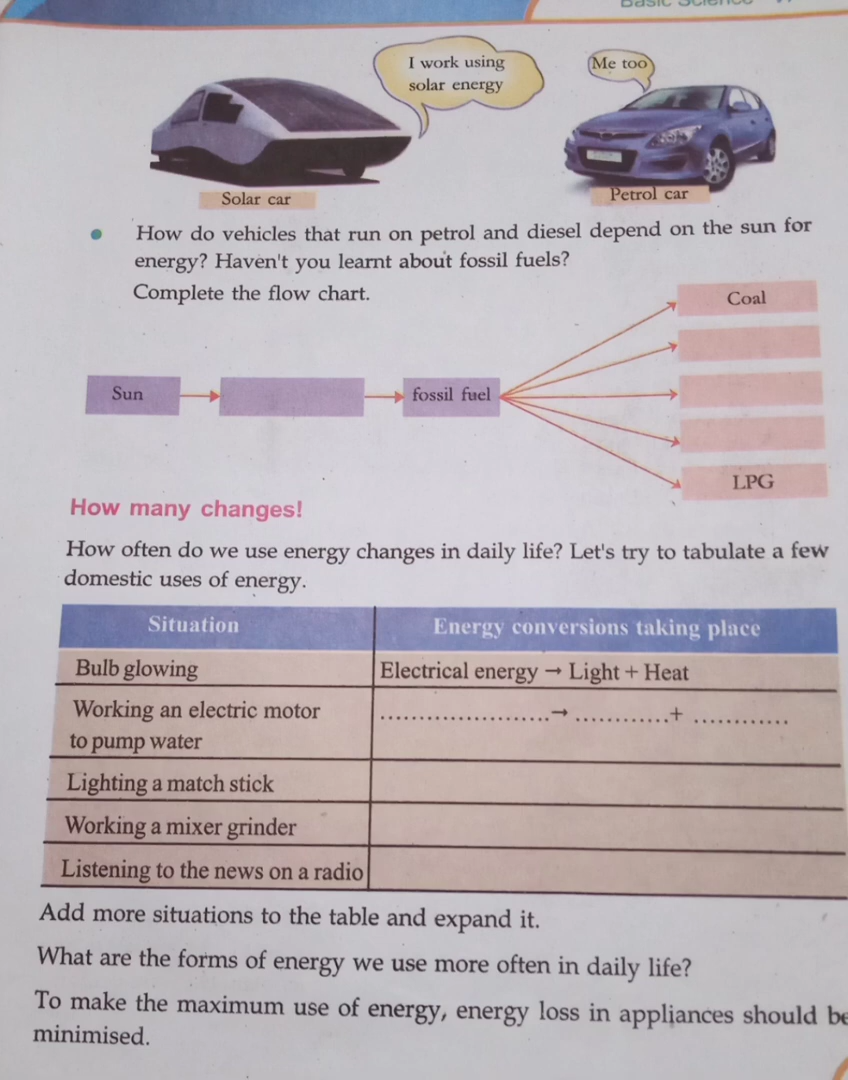 Basic Science
I work using
solar energy
Me too
Solar car
Petrol car
• How do vehicles that run on petrol and diesel depend on the sun for
energy? Haven't you learnt about fossil fuels?
Complete the flow chart.
Coal
Sun
fossil fuel
LPG
How many changes!
How often do we use energy changes in daily life? Let's try to tabulate a few
domestic uses of energy.
Situation Energy conversions taking place
Bulb glowing Electrical energy → Light + Heat
Working an electric motor ...................... → ............+ ............
to pump water
Lighting a match stick
Working a mixer grinder
Listening to the news on a radio
Add more situations to the table and expand it.
What are the forms of energy we use more often in daily life?
To make the maximum use of energy, energy loss in appliances should be
minimised.